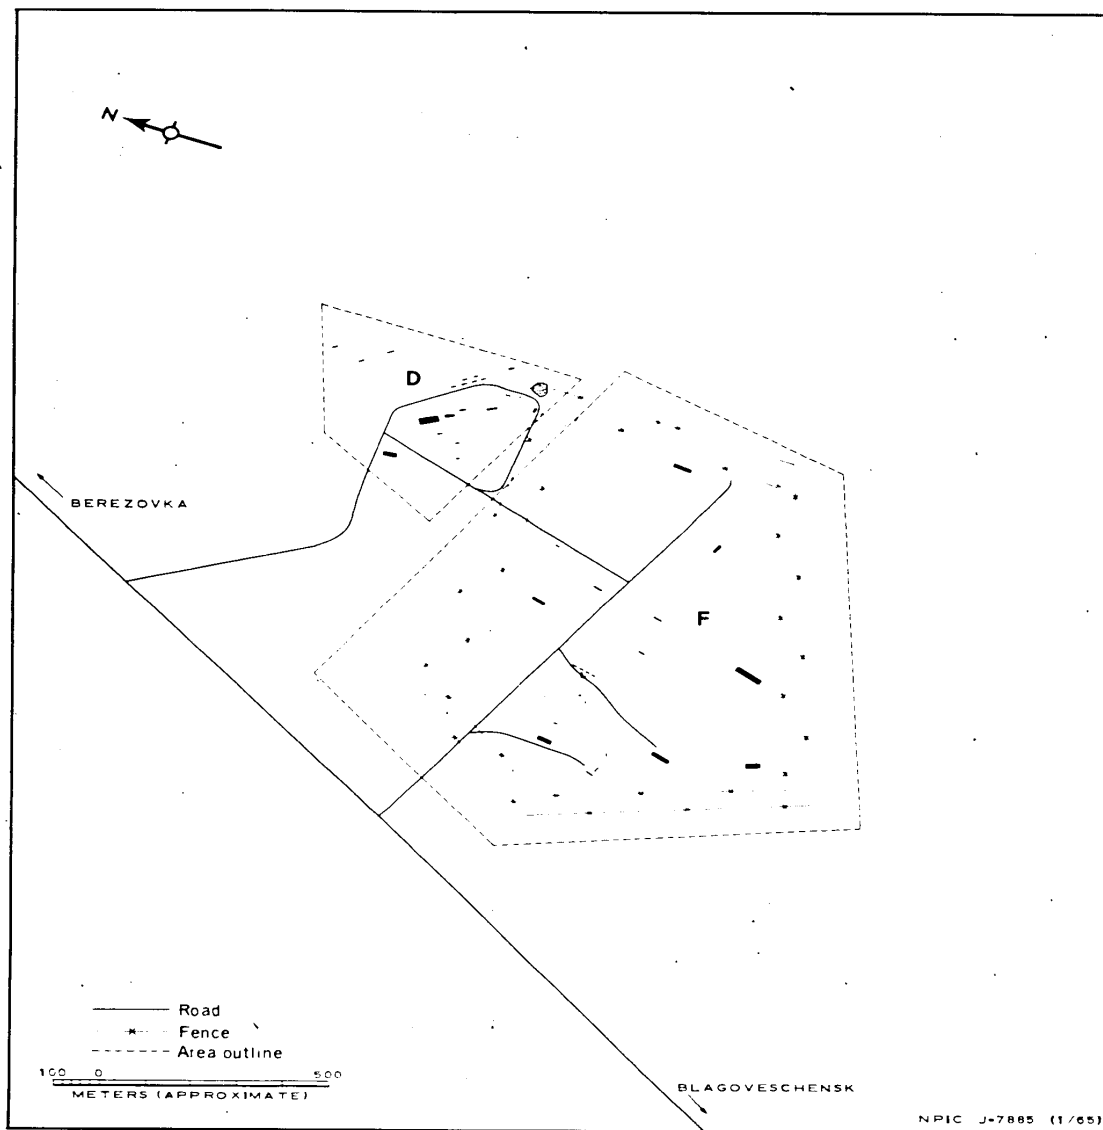 N
D
BEREZOVKA
F
Road
Fence
Area outline
100 0 500
METERS (APPROXIMATE)
BLAGOVESCHENSK
NPIC J-7885 (1/65)